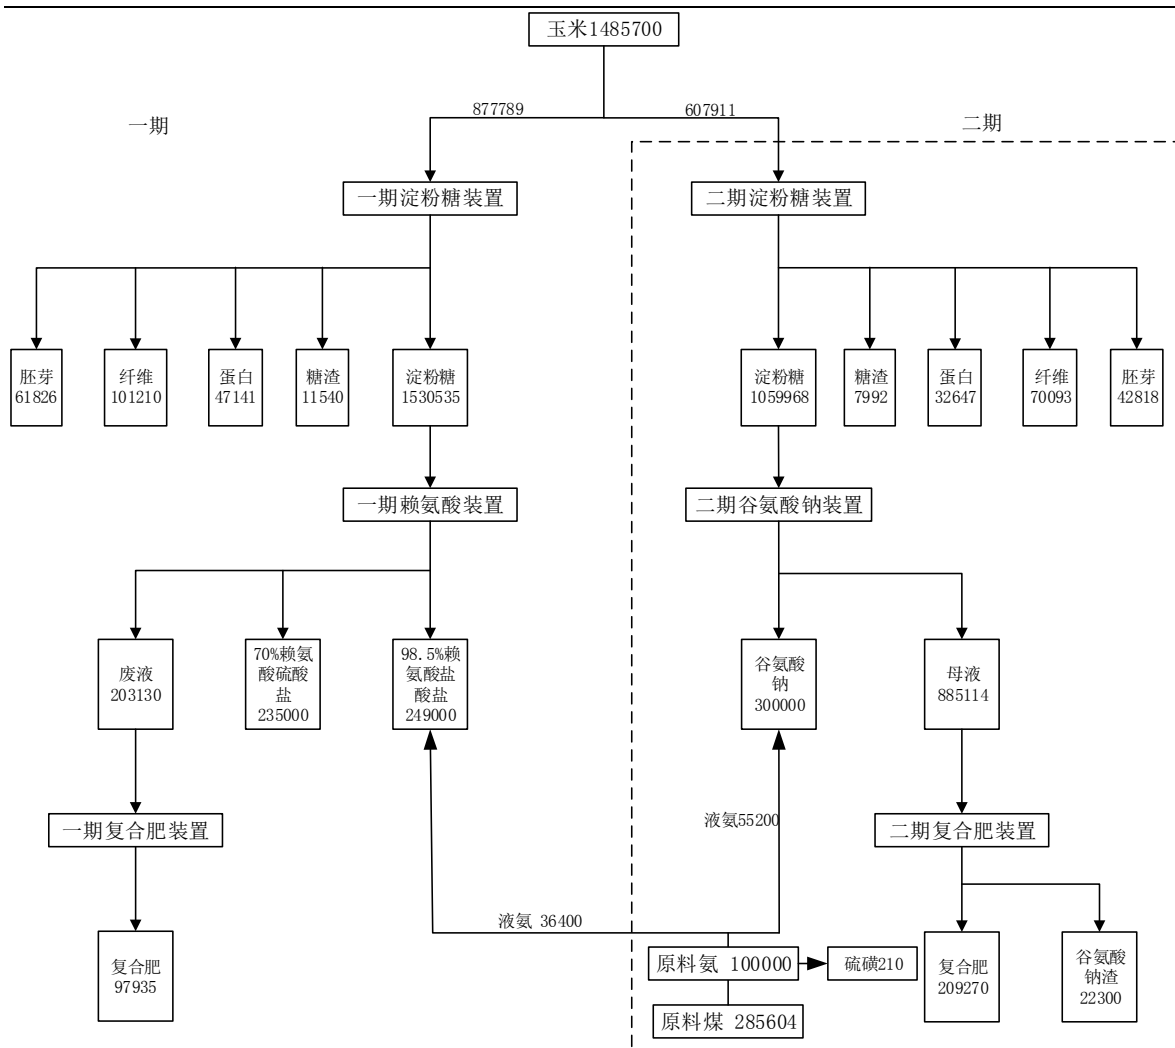 玉米1485700
877789
607911
一期
二期
一期淀粉糖装置
二期淀粉糖装置
胚芽
61826
纤维
101210
蛋白
47141
糖渣
11540
淀粉糖
1530535
淀粉糖
1059968
糖渣
7992
蛋白
32647
纤维
70093
胚芽
42818
一期赖氨酸装置
二期谷氨酸钠装置
废液
203130
70%赖氨
酸硫酸
盐
235000
98.5%赖
氨酸盐
酸盐
249000
谷氨酸
钠
300000
母液
885114
一期复合肥装置
液氨55200
二期复合肥装置
液氨 36400
复合肥
97935
原料氨 100000
硫磺210
复合肥
209270
谷氨酸
钠渣
22300
原料煤 285604